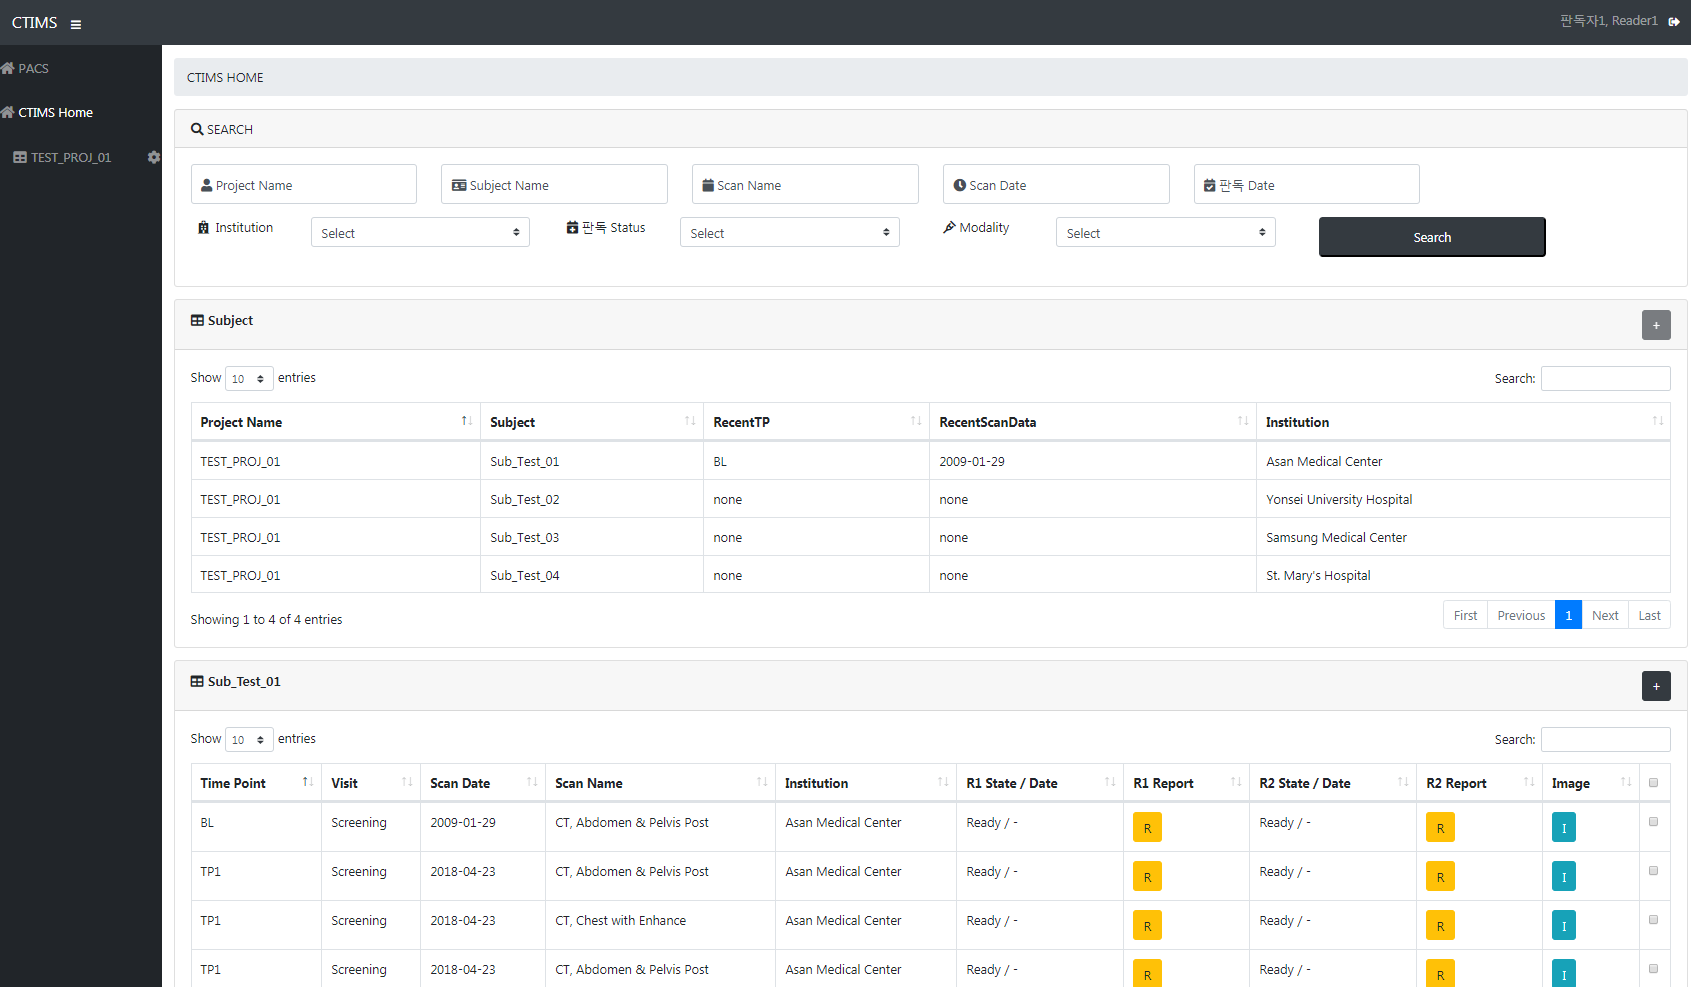 CTIMS
판독자1, Reader1
PACS
CTIMS Home
TEST_PROJ_01
CTIMS HOME
SEARCH
Project Name Subject Name Scan Name Scan Date 판독 Date
Institution Select 판독 Status Select Modality Select Search
Subject +
Show 10 entries Search:
Project Name Subject RecentTP RecentScanData Institution
TEST_PROJ_01 Sub_Test_01 BL 2009-01-29 Asan Medical Center
TEST_PROJ_01 Sub_Test_02 none none Yonsei University Hospital
TEST_PROJ_01 Sub_Test_03 none none Samsung Medical Center
TEST_PROJ_01 Sub_Test_04 none none St. Mary's Hospital
Showing 1 to 4 of 4 entries First Previous 1 Next Last
Sub_Test_01 +
Show 10 entries Search:
Time Point Visit Scan Date Scan Name Institution R1 State / Date R1 Report R2 State / Date R2 Report Image
BL Screening 2009-01-29 CT, Abdomen & Pelvis Post Asan Medical Center Ready / - R Ready / - R I
TP1 Screening 2018-04-23 CT, Abdomen & Pelvis Post Asan Medical Center Ready / - R Ready / - R I
TP1 Screening 2018-04-23 CT, Chest with Enhance Asan Medical Center Ready / - R Ready / - R I
TP1 Screening 2018-04-23 CT, Abdomen & Pelvis Post Asan Medical Center Ready / - R Ready / - R I